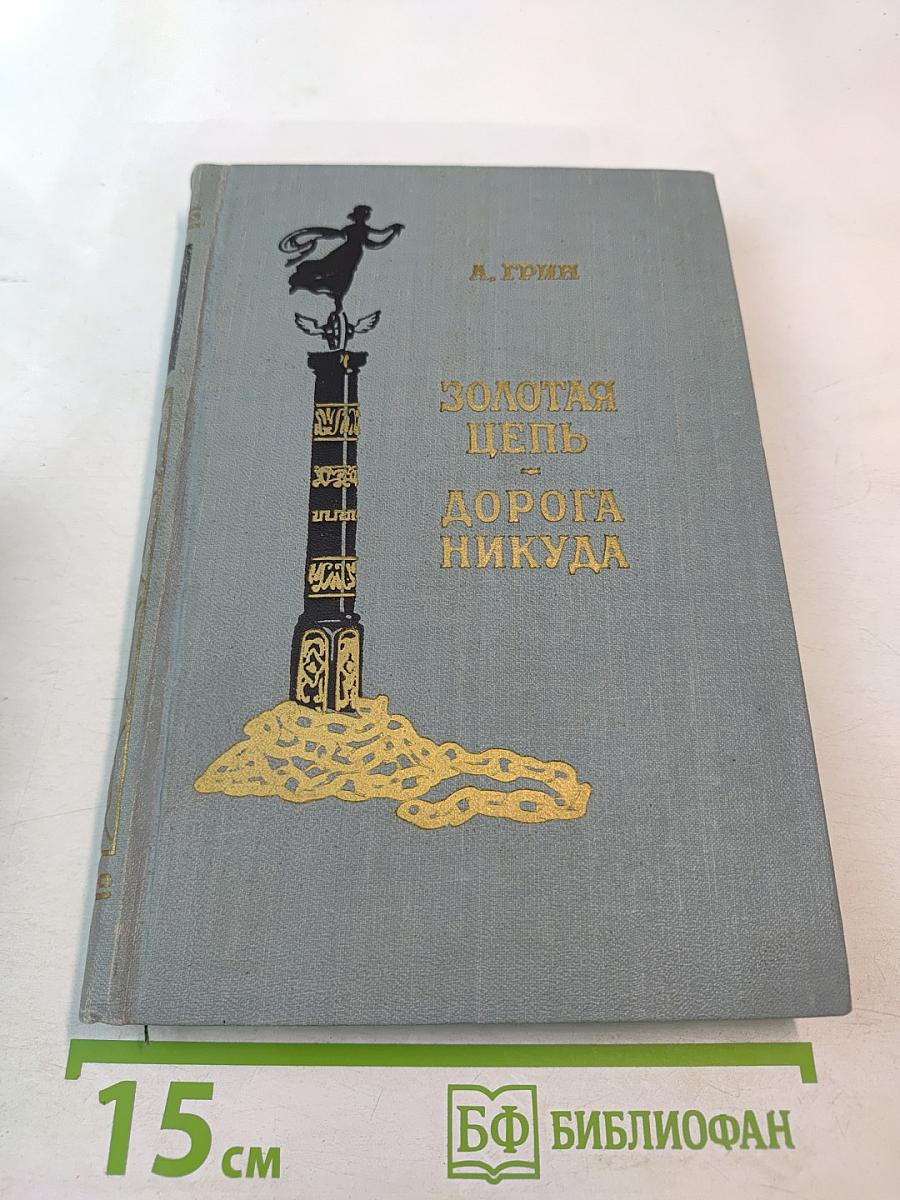 А. ГРИН
ЗОЛОТАЯ
ЦЕПЬ
-
ДОРОГА
НИКУДА
15 см
БФ БИБЛИОФАН